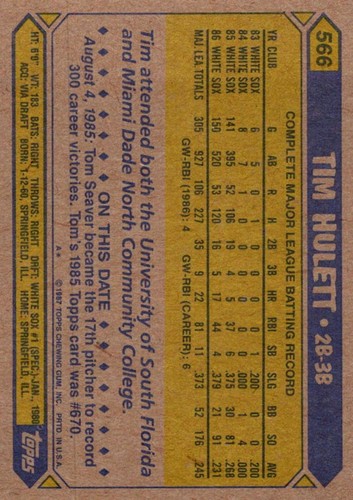 566 TIM HULETT • 2B-3B
COMPLETE MAJOR LEAGUE BATTING RECORD
YR CLUB G AB R H 2B 3B HR RBI SB SLG BB SO AVG
83 WHITE SOX 6 5 0 1 0 0 0 0 1 .200 0 0 .200
84 WHITE SOX 8 7 1 0 0 0 0 0 0 .000 1 4 .000
85 WHITE SOX 141 395 52 106 19 4 5 37 6 .375 30 81 .268
86 WHITE SOX 150 520 53 120 16 5 17 44 4 .379 21 91 .231
MAJ LEA TOTALS 305 927 106 227 35 9 22 81 11 .373 52 176 .245
GW-RBI (1986): 4 GW-RBI (CAREER): 6
Tim attended both the University of South Florida
and Miami Dade North Community College.
ON THIS DATE
August 4, 1985: Tom Seaver became the 17th pitcher to record
300 career victories. Tom's 1985 Topps card was #670.
A* © 1987 TOPPS CHEWING GUM, INC. PRTD. IN U.S.A.
HT: 6'0" WT: 183 BATS: RIGHT THROWS: RIGHT DRFT: WHITE SOX #1 (SPEC.)-JAN., 1980
ACQ: VIA DRAFT BORN: 1-12-60, SPRINGFIELD, ILL. HOME: SPRINGFIELD, ILL.
topps